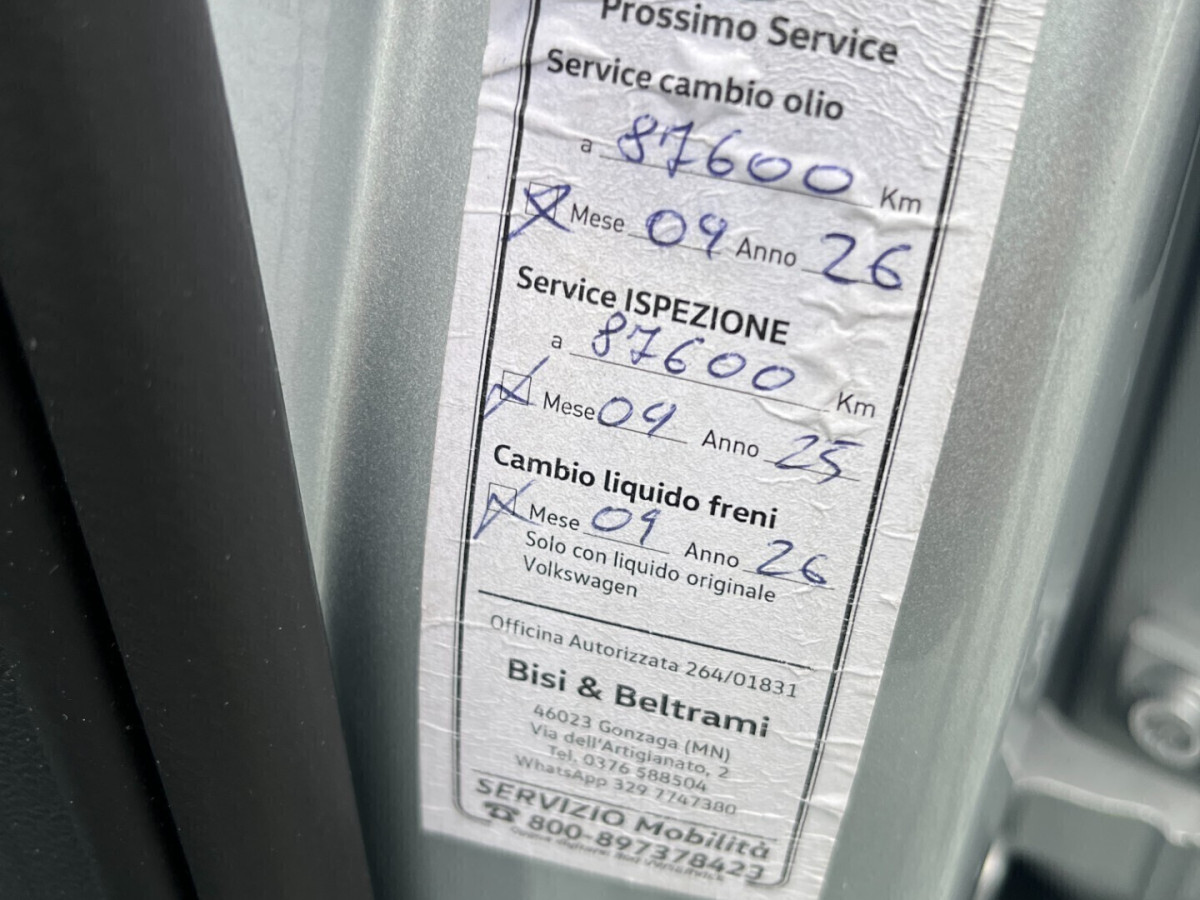 Prossimo Service
Service cambio olio
a 87600 Km
Mese 09 Anno 26
Service ISPEZIONE
a 87600 Km
Mese 09 Anno 25
Cambio liquido freni
Mese 09 Anno 26
Solo con liquido originale
Volkswagen
Officina Autorizzata 264/01831
Bisi & Beltrami
46023 Gonzaga (MN)
Via dell'Artigianato, 2
Tel. 0376 588504
WhatsApp 329 7747380
SERVIZIO Mobilità
☎ 800-897378423